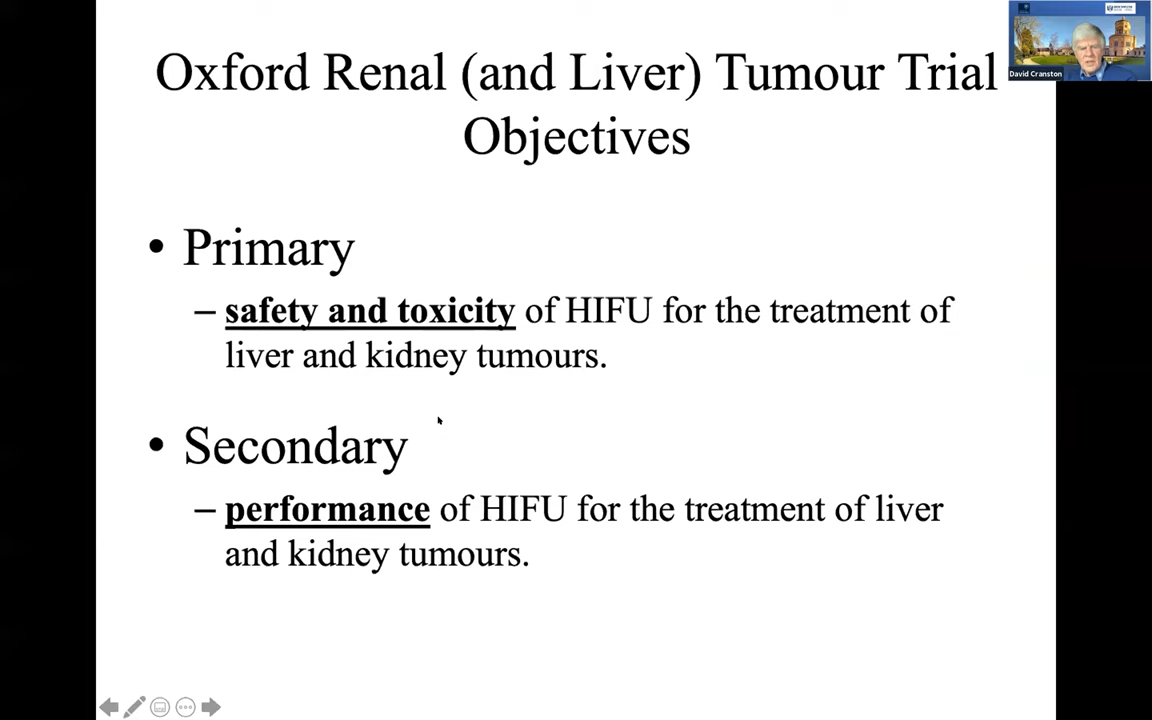 Oxford Renal (and Liver) Tumour Trial
Objectives
• Primary
– safety and toxicity of HIFU for the treatment of
liver and kidney tumours.
• Secondary
– performance of HIFU for the treatment of liver
and kidney tumours.
David Cranston